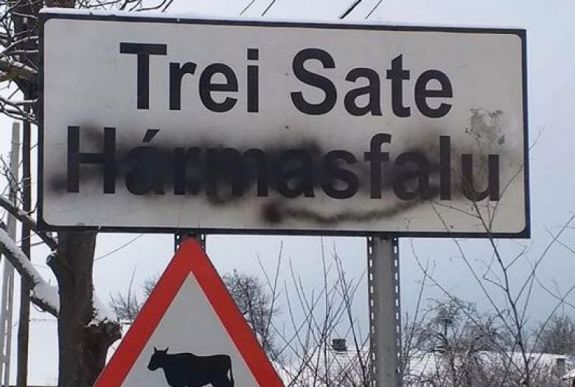 Trei Sate
Hármasfalu